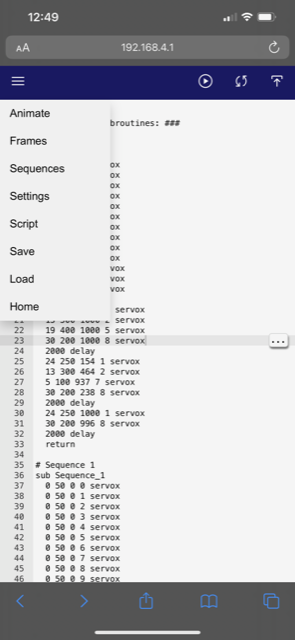 12:49
AA
192.168.4.1
Animate
Frames
Sequences
Settings
Script
Save
Load
Home
broutines: ###
ox
ox
ox
ox
ox
ox
ox
ox
ox
ox
vox
vox
vox
servox
servox
22 19 400 1000 5 servox
23 30 200 1000 8 servox
24 2000 delay
25 24 250 154 1 servox
26 13 300 464 2 servox
27 5 100 937 7 servox
28 30 200 238 8 servox
29 2000 delay
30 24 250 1000 1 servox
31 30 200 996 8 servox
32 2000 delay
33 return
34
35 # Sequence 1
36 sub Sequence_1
37 0 50 0 0 servox
38 0 50 0 1 servox
39 0 50 0 2 servox
40 0 50 0 3 servox
41 0 50 0 4 servox
42 0 50 0 5 servox
43 0 50 0 6 servox
44 0 50 0 7 servox
45 0 50 0 8 servox
46 0 50 0 9 servox